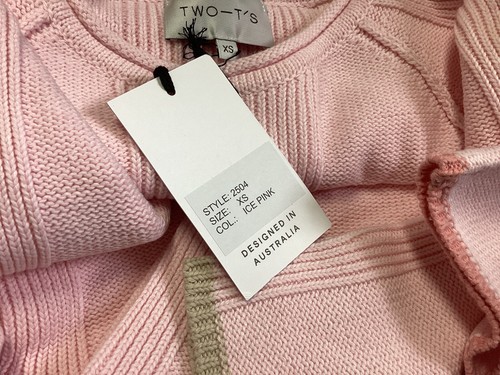 TWO—T'S
XS
STYLE: 2504
SIZE: XS
COL.: ICE PINK
DESIGNED IN
AUSTRALIA